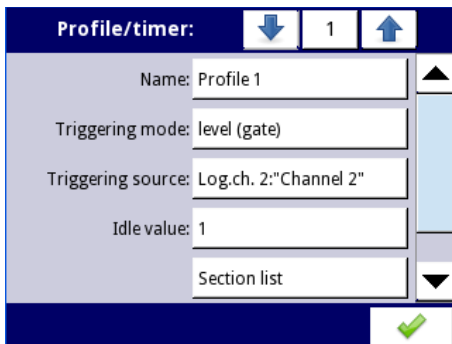 Profile/timer: 1
Name: Profile 1
Triggering mode: level (gate)
Triggering source: Log.ch. 2:"Channel 2"
Idle value: 1
Section list